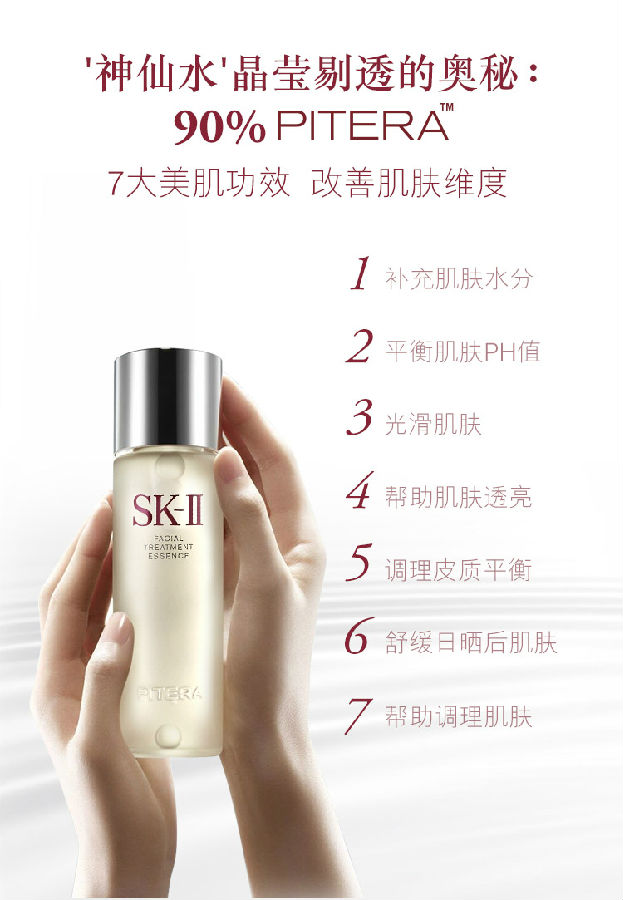 '神仙水'晶莹剔透的奥秘：
90% PITERA™
7大美肌功效 改善肌肤维度
1 补充肌肤水分
2 平衡肌肤PH值
3 光滑肌肤
4 帮助肌肤透亮
5 调理皮质平衡
6 舒缓日晒后肌肤
7 帮助调理肌肤
SK-II
FACIAL
TREATMENT
ESSENCE
PITERA